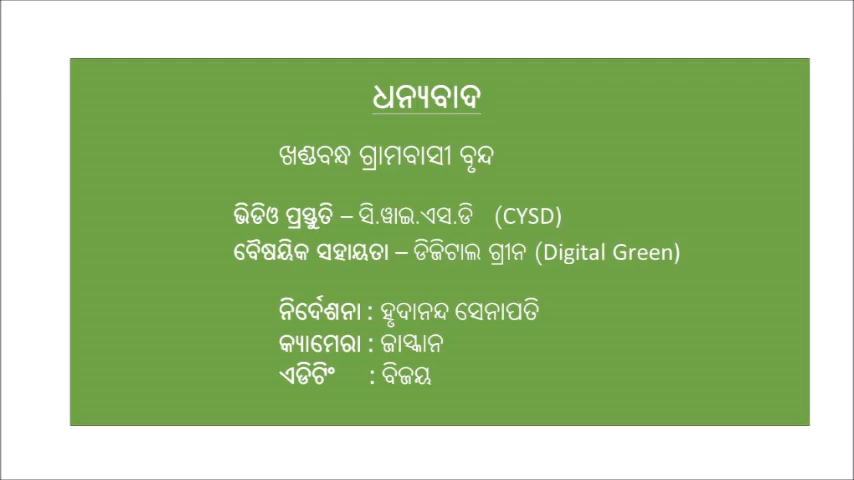 ଧନ୍ୟବାଦ
ଖଣ୍ଡବନ୍ଧ ଗ୍ରାମବାସୀ ବୃନ୍ଦ
ଭିଡିଓ ପ୍ରସ୍ତୁତି – ସି.ୱାଇ.ଏସ.ଡି (CYSD)
ବୈଷୟିକ ସହାୟତା – ଡିଜିଟାଲ ଗ୍ରୀନ (Digital Green)
ନିର୍ଦେଶନା : ହୃଦାନନ୍ଦ ସେନାପତି
କ୍ୟାମେରା : ଜାସ୍କାନ
ଏଡିଟିଂ : ବିଜୟ